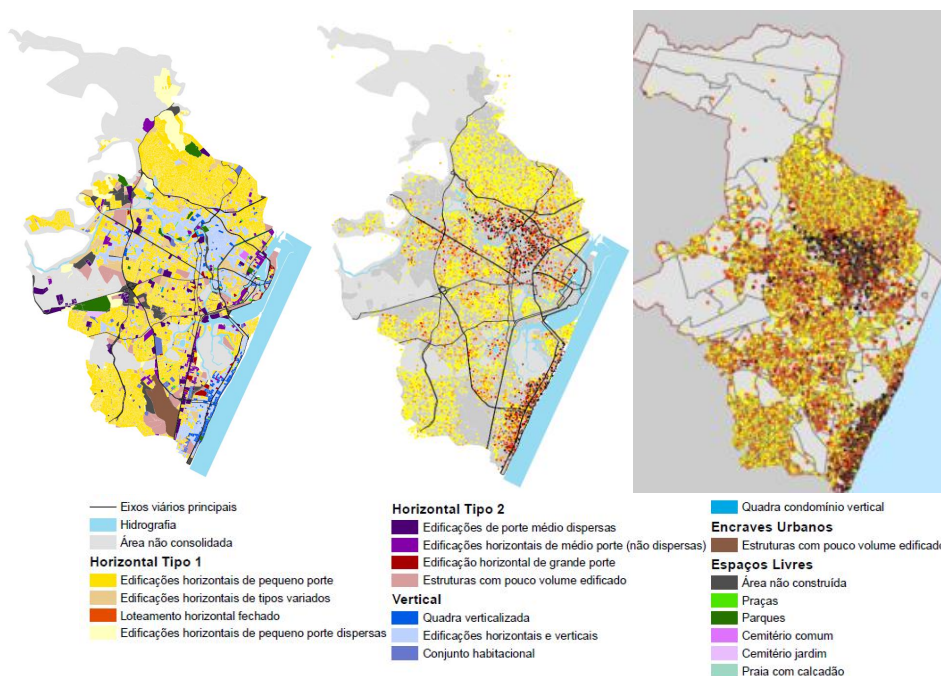 Eixos viários principais
Hidrografia
Área não consolidada
Horizontal Tipo 1
Edificações horizontais de pequeno porte
Edificações horizontais de tipos variados
Loteamento horizontal fechado
Edificações horizontais de pequeno porte dispersas
Horizontal Tipo 2
Edificações de porte médio dispersas
Edificações horizontais de médio porte (não dispersas)
Edificação horizontal de grande porte
Estruturas com pouco volume edificado
Vertical
Quadra verticalizada
Edificações horizontais e verticais
Conjunto habitacional
Quadra condomínio vertical
Encraves Urbanos
Estruturas com pouco volume edificado
Espaços Livres
Área não construída
Praças
Parques
Cemitério comum
Cemitério jardim
Praia com calçadão